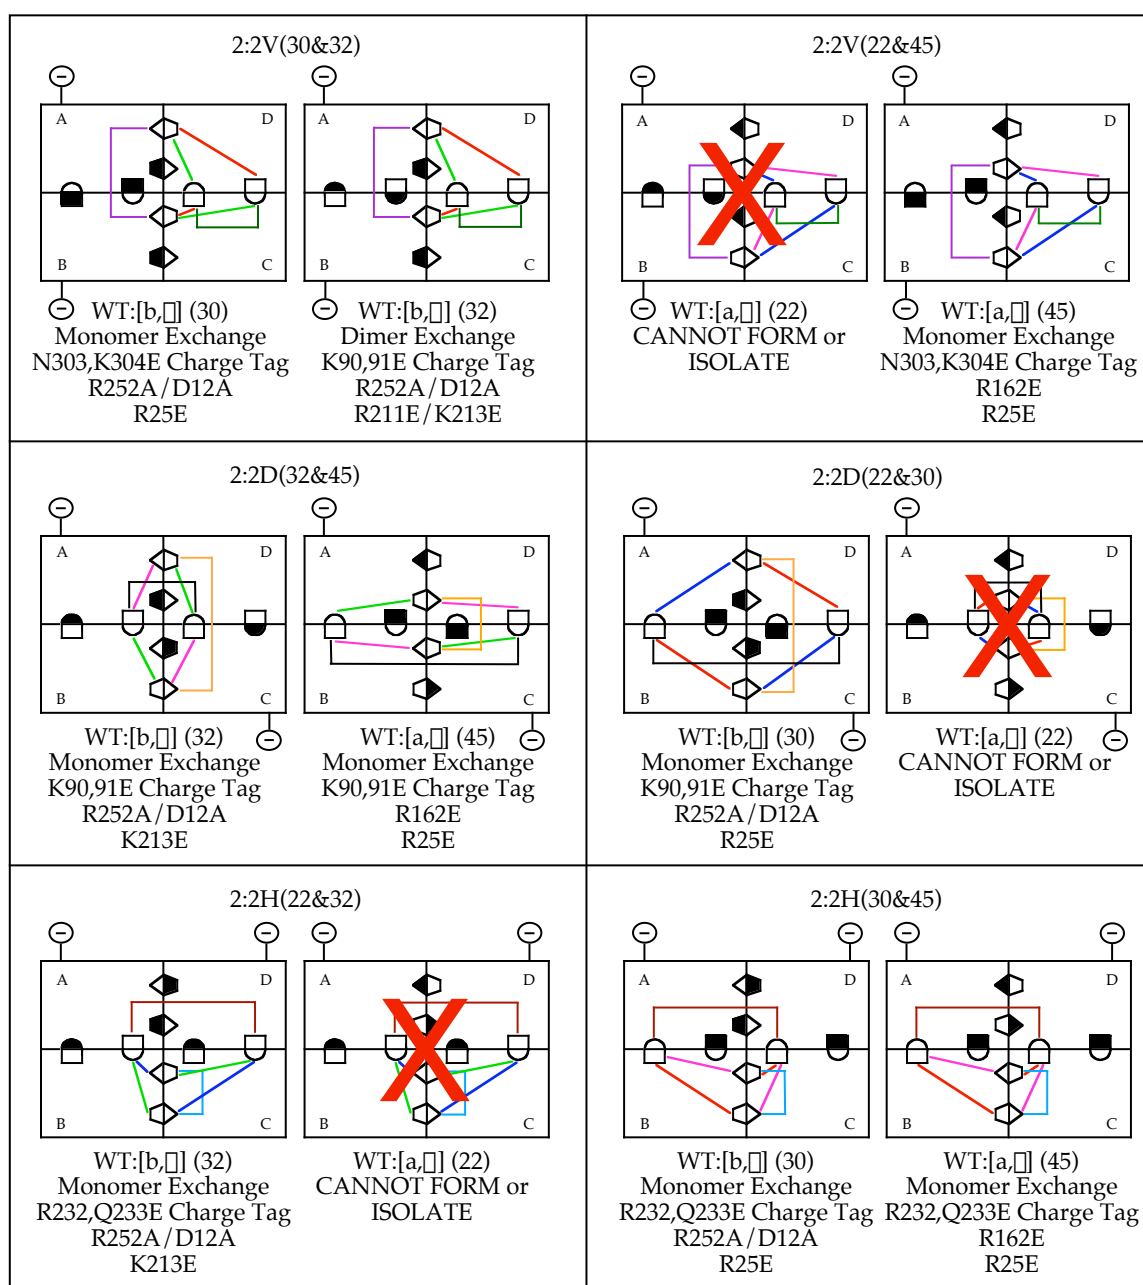 2:2V(30&32)
⊖ ⊖
A D A D
B C B C
⊖ ⊖
WT:[b,▯] (30)
Monomer Exchange
N303,K304E Charge Tag
R252A/D12A
R25E
WT:[b,▯] (32)
Dimer Exchange
K90,91E Charge Tag
R252A/D12A
R211E/K213E
2:2V(22&45)
⊖ ⊖
A D A D
B C B C
⊖ ⊖
WT:[a,▯] (22)
CANNOT FORM or
ISOLATE
WT:[a,▯] (45)
Monomer Exchange
N303,K304E Charge Tag
R162E
R25E
2:2D(32&45)
⊖ ⊖
A D A D
B C B C
⊖
WT:[b,▯] (32)
Monomer Exchange
K90,91E Charge Tag
R252A/D12A
K213E
⊖
WT:[a,▯] (45)
Monomer Exchange
K90,91E Charge Tag
R162E
R25E
2:2D(22&30)
⊖ ⊖
A D A D
B C B C
⊖
WT:[b,▯] (30)
Monomer Exchange
K90,91E Charge Tag
R252A/D12A
R25E
⊖
WT:[a,▯] (22)
CANNOT FORM or
ISOLATE
2:2H(22&32)
⊖ ⊖ ⊖ ⊖
A D A D
B C B C
WT:[b,▯] (32)
Monomer Exchange
R232,Q233E Charge Tag
R252A/D12A
K213E
WT:[a,▯] (22)
CANNOT FORM or
ISOLATE
2:2H(30&45)
⊖ ⊖ ⊖ ⊖
A D A D
B C B C
WT:[b,▯] (30)
Monomer Exchange
R232,Q233E Charge Tag
R252A/D12A
R25E
WT:[a,▯] (45)
Monomer Exchange
R232,Q233E Charge Tag
R162E
R25E